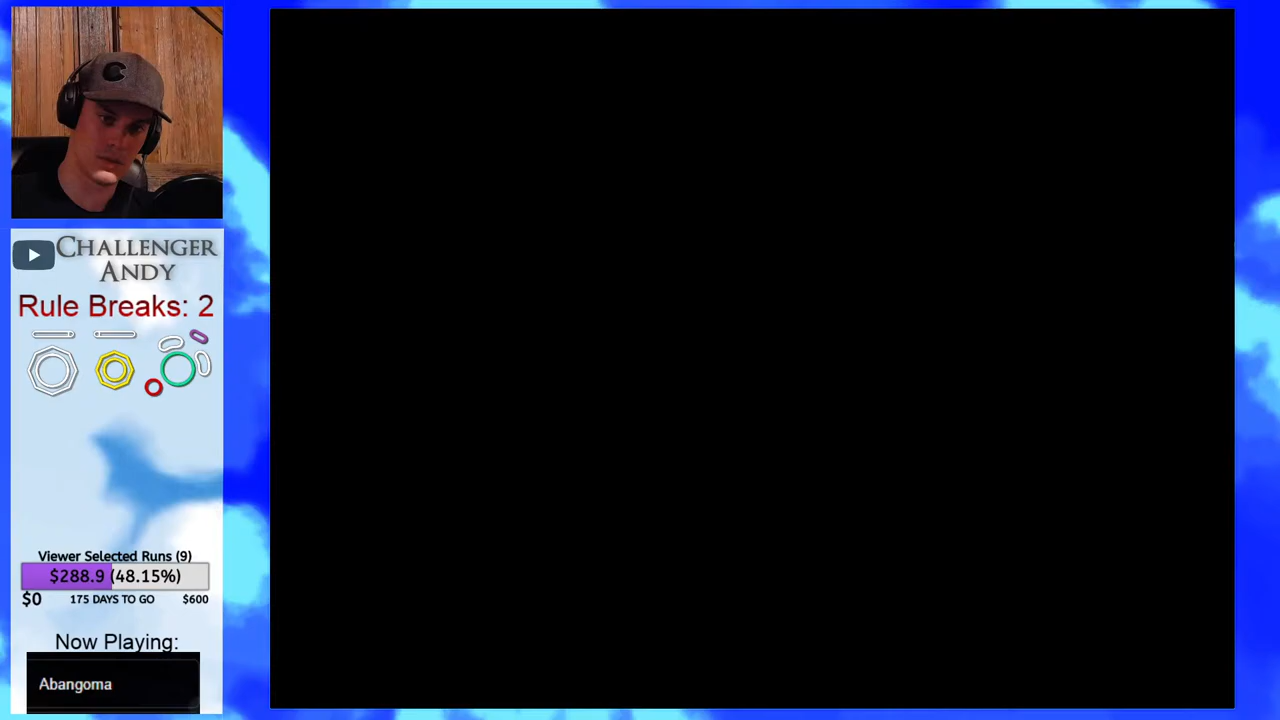 CHALLENGER
ANDY
Rule Breaks: 2
Viewer Selected Runs (9)
$288.9 (48.15%)
$0 175 DAYS TO GO $600
Now Playing:
Abangoma